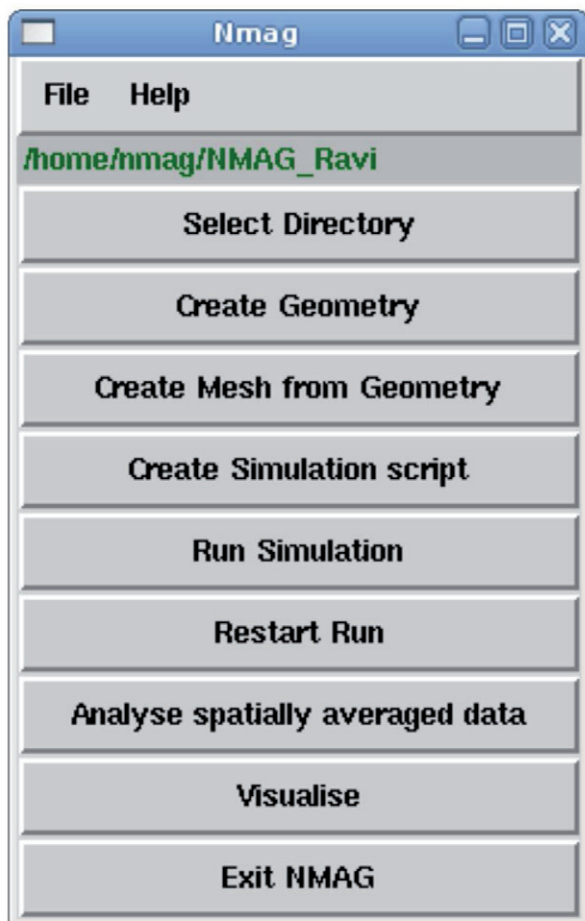 Nmag
File Help
/home/nmag/NMAG_Ravi
Select Directory
Create Geometry
Create Mesh from Geometry
Create Simulation script
Run Simulation
Restart Run
Analyse spatially averaged data
Visualise
Exit NMAG